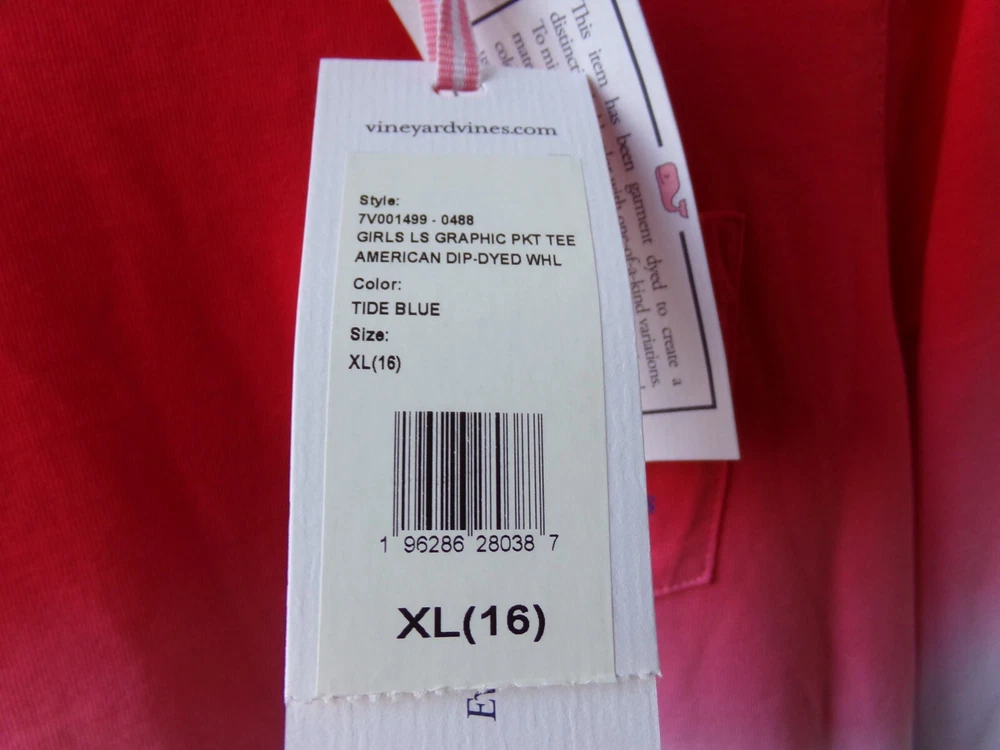 vineyardvines.com
Style:
7V001499 - 0488
GIRLS LS GRAPHIC PKT TEE
AMERICAN DIP-DYED WHL
Color:
TIDE BLUE
Size:
XL(16)
1 96286 28038 7
XL(16)
This item has been garment dyed to create a
distinct
with one-of-a-kind variations.
To mi